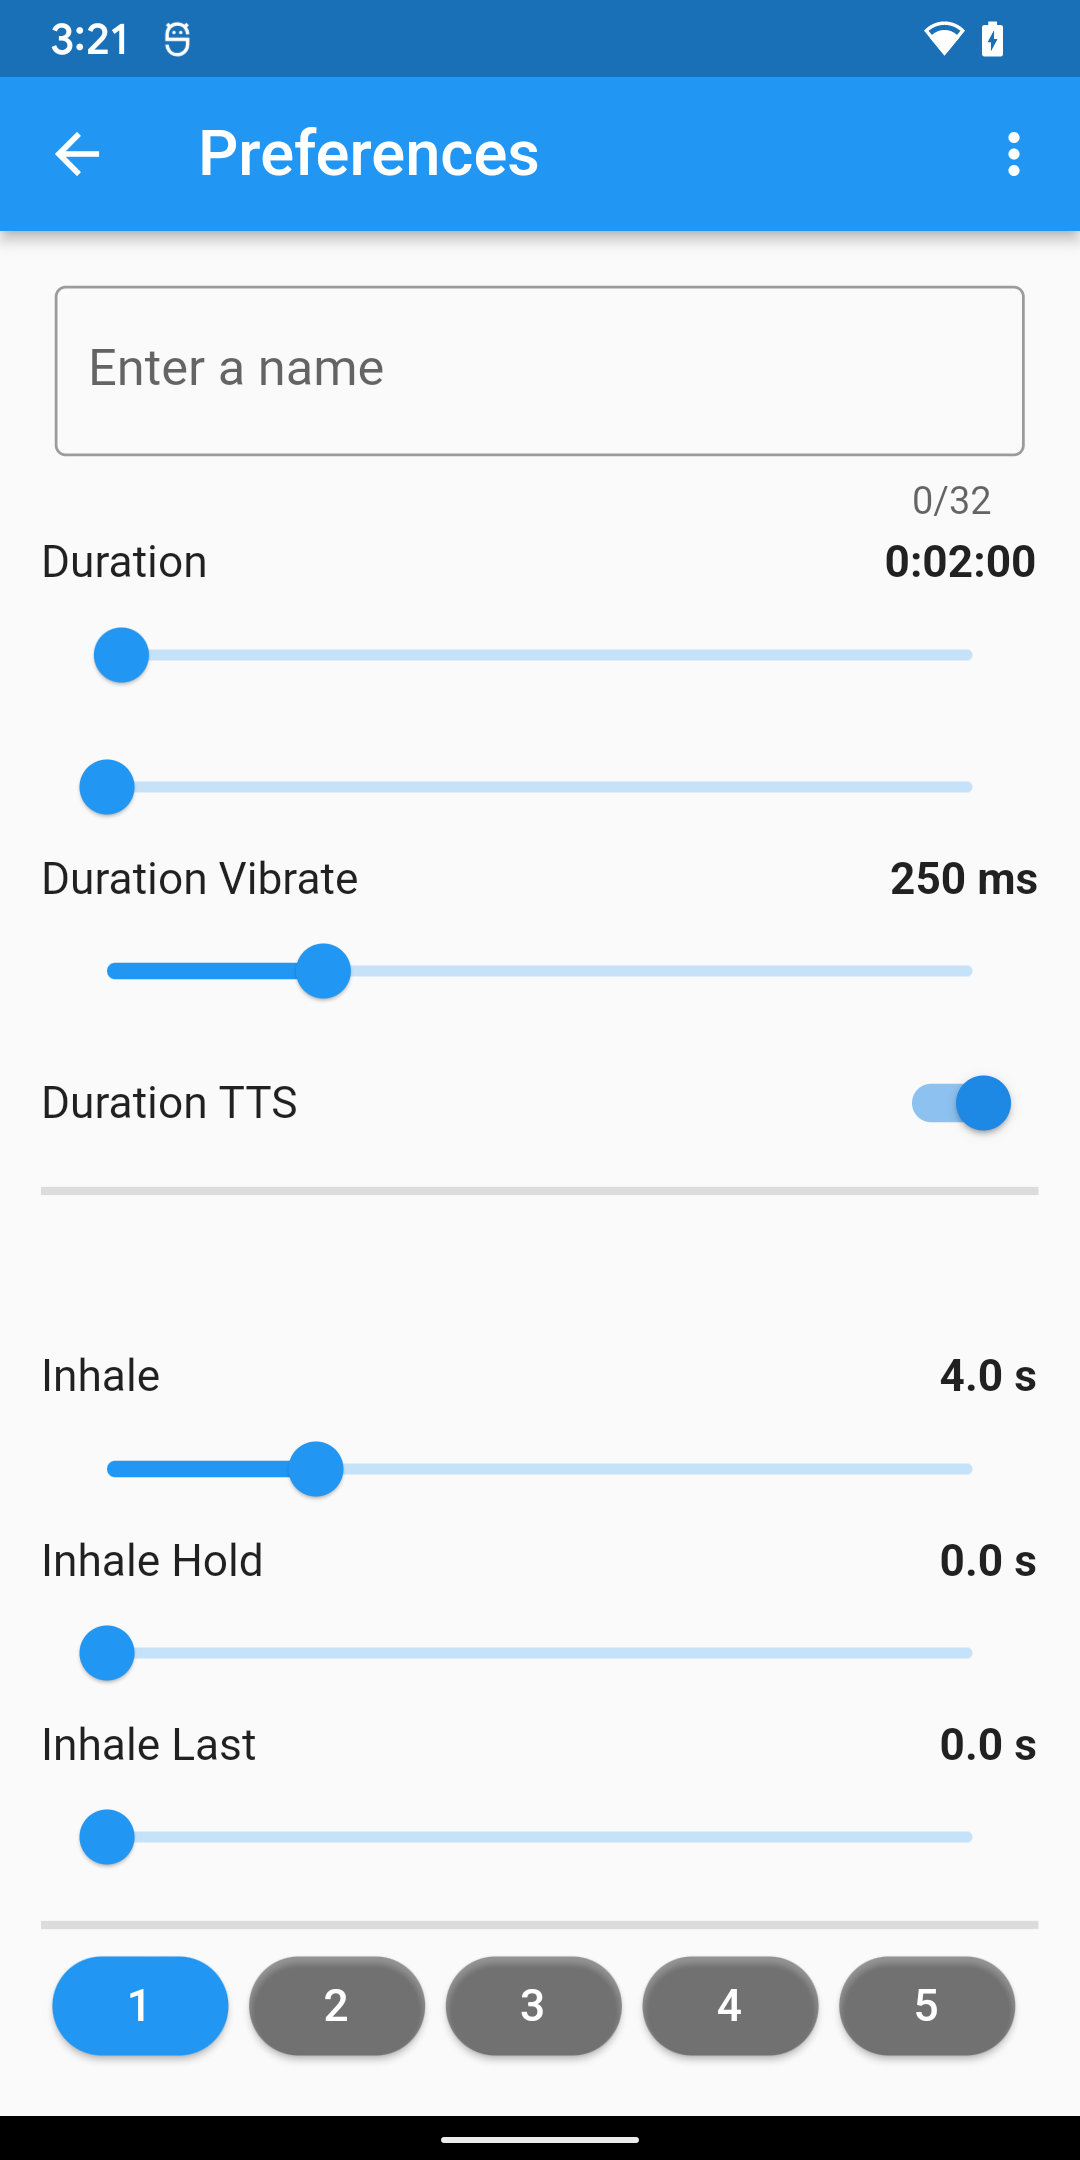 3:21
Preferences
Enter a name
0/32
Duration 0:02:00
Duration Vibrate 250 ms
Duration TTS
Inhale 4.0 s
Inhale Hold 0.0 s
Inhale Last 0.0 s
1 2 3 4 5